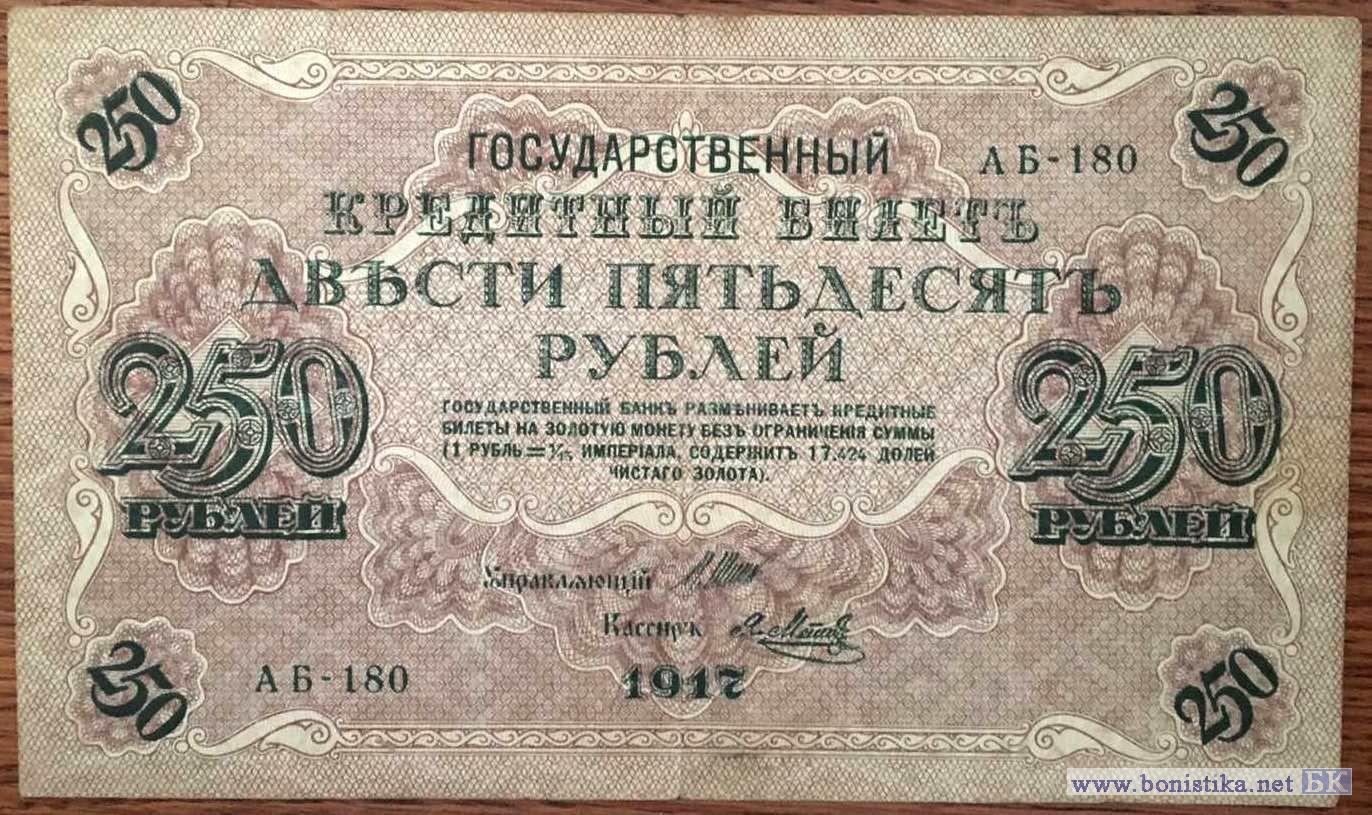 250
250
ГОСУДАРСТВЕННЫЙ
АБ-180
КРЕДИТНЫЙ БИЛЕТЪ
ДВѢСТИ ПЯТЬДЕСЯТЪ
РУБЛЕЙ
250
РУБЛЕЙ
250
РУБЛЕЙ
ГОСУДАРСТВЕННЫЙ БАНКЪ РАЗМѢНИВАЕТЪ КРЕДИТНЫЕ
БИЛЕТЫ НА ЗОЛОТУЮ МОНЕТУ БЕЗЪ ОГРАНИЧЕНІЯ СУММЫ
(1 РУБЛЬ = 1/15 ИМПЕРІАЛА, СОДЕРЖИТЪ 17.424 ДОЛЕЙ
ЧИСТАГО ЗОЛОТА).
Управляющій
Кассиръ
АБ-180
1917
250
250
www.bonistika.net БК